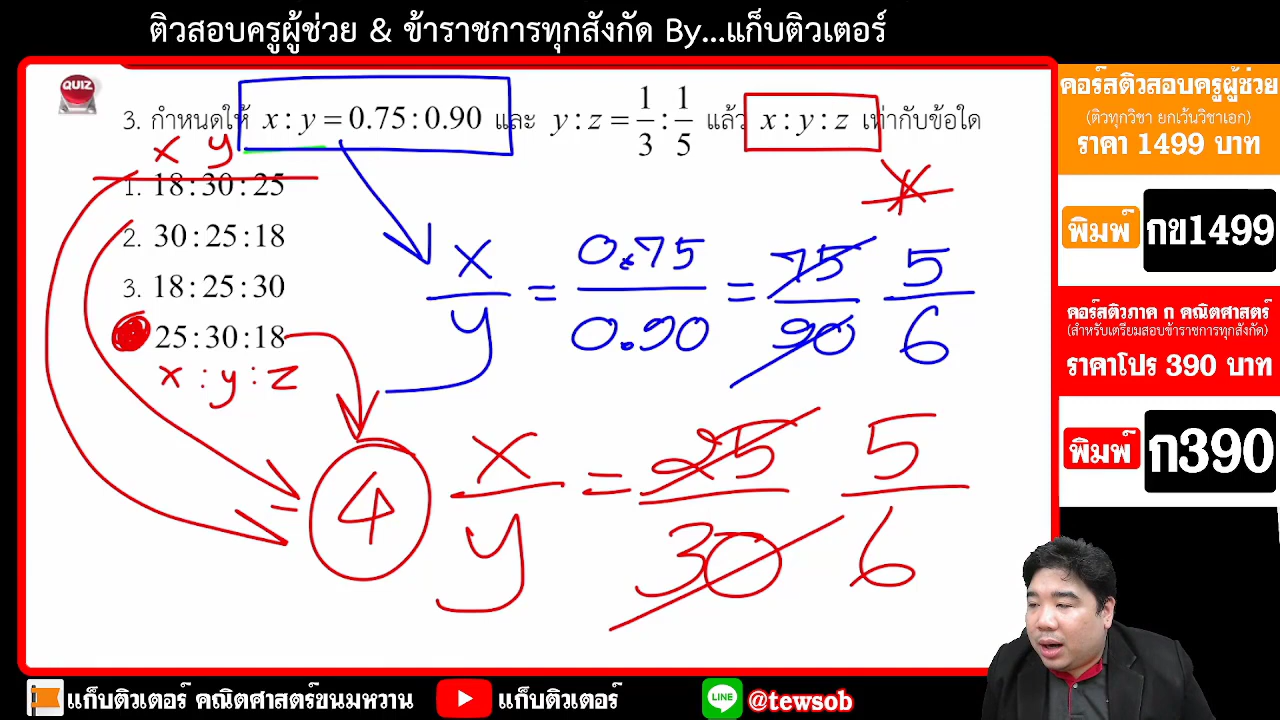 ติวสอบครูผู้ช่วย & ข้าราชการทุกสังกัด By...แก็บติวเตอร์
QUIZ
3. กำหนดให้ x : y = 0.75 : 0.90 และ y : z = 1/3 : 1/5 แล้ว x : y : z เท่ากับข้อใด
x y
1. 18 : 30 : 25
2. 30 : 25 : 18
3. 18 : 25 : 30
25 : 30 : 18
x : y : z
x/y = 0.75/0.90 = 75/90 5/6
4 x/y = 25/30 5/6
คอร์สติวสอบครูผู้ช่วย
(ติวทุกวิชา ยกเว้นวิชาเอก)
ราคา 1499 บาท
พิมพ์ กข1499
คอร์สติวภาค ก คณิตศาสตร์
(สำหรับเตรียมสอบข้าราชการทุกสังกัด)
ราคาโปร 390 บาท
พิมพ์ ก390
แก็บติวเตอร์ คณิตศาสตร์ขนมหวาน
แก็บติวเตอร์
LINE @tewsob